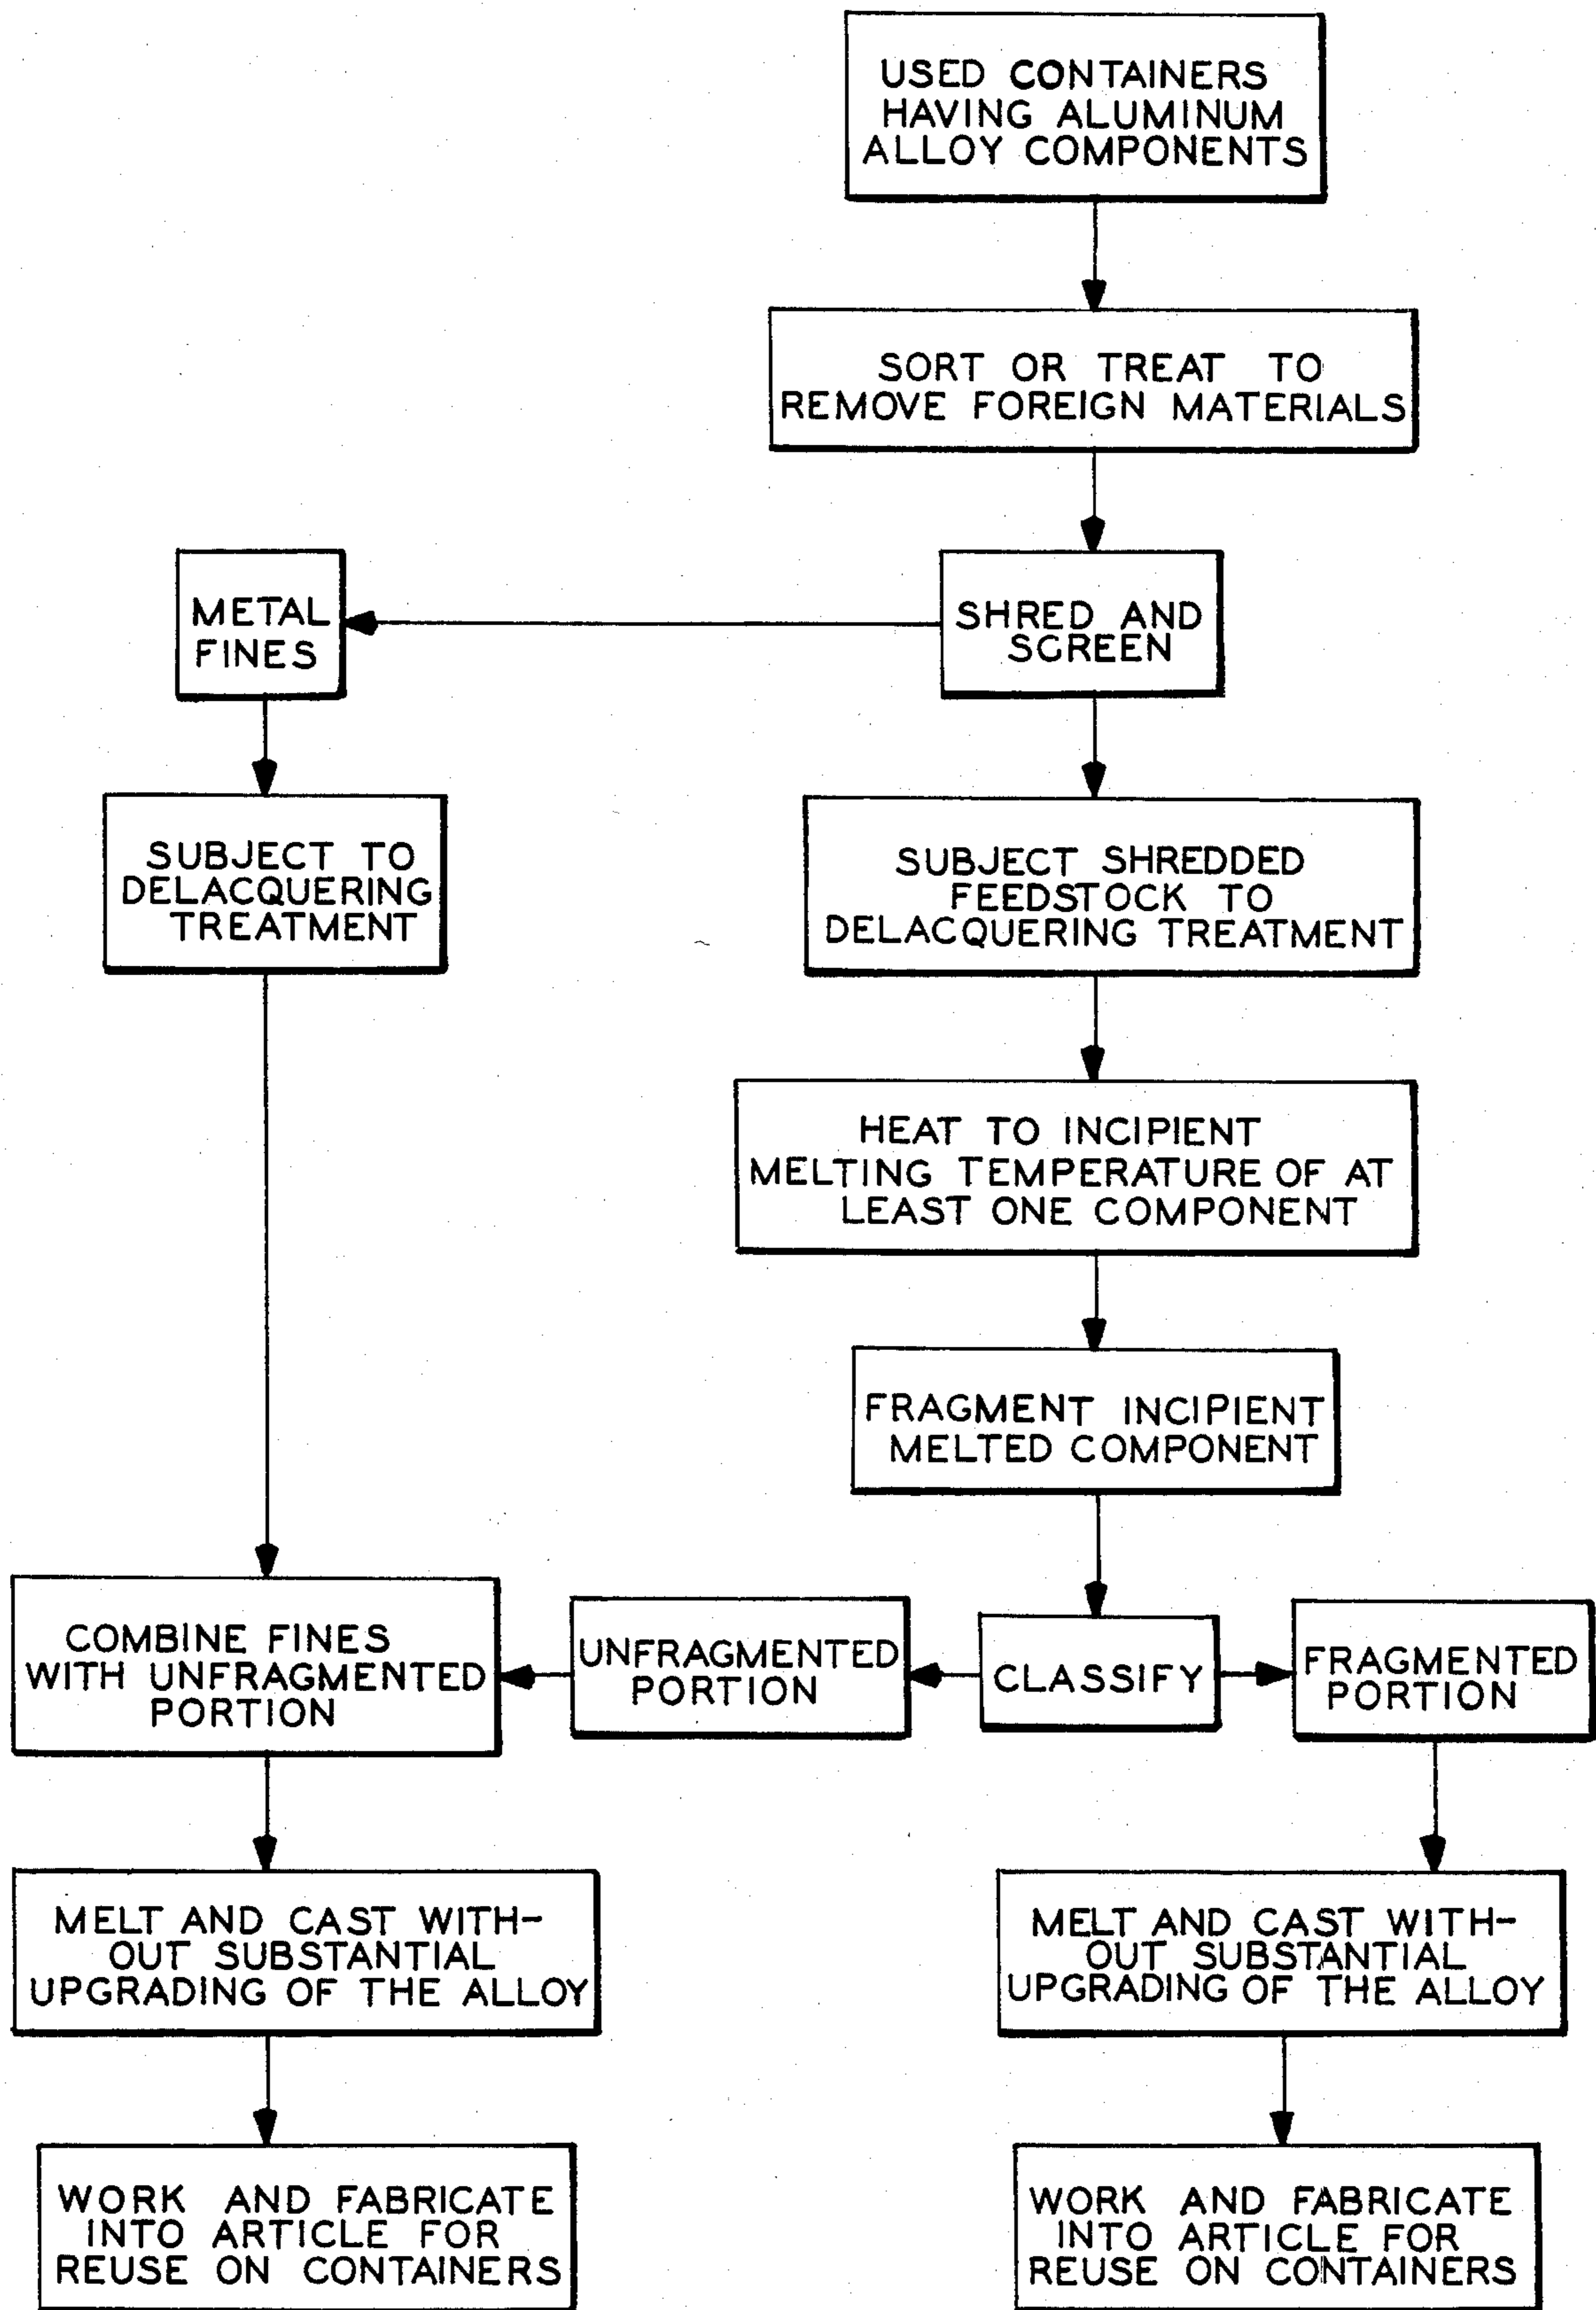 USED CONTAINERS
HAVING ALUMINUM
ALLOY COMPONENTS
SORT OR TREAT TO
REMOVE FOREIGN MATERIALS
METAL
FINES
SHRED AND
SCREEN
SUBJECT TO
DELACQUERING
TREATMENT
SUBJECT SHREDDED
FEEDSTOCK TO
DELACQUERING TREATMENT
HEAT TO INCIPIENT
MELTING TEMPERATURE OF AT
LEAST ONE COMPONENT
FRAGMENT INCIPIENT
MELTED COMPONENT
COMBINE FINES
WITH UNFRAGMENTED
PORTION
UNFRAGMENTED
PORTION
CLASSIFY
FRAGMENTED
PORTION
MELT AND CAST WITH-
OUT SUBSTANTIAL
UPGRADING OF THE ALLOY
MELT AND CAST WITH-
OUT SUBSTANTIAL
UPGRADING OF THE ALLOY
WORK AND FABRICATE
INTO ARTICLE FOR
REUSE ON CONTAINERS
WORK AND FABRICATE
INTO ARTICLE FOR
REUSE ON CONTAINERS